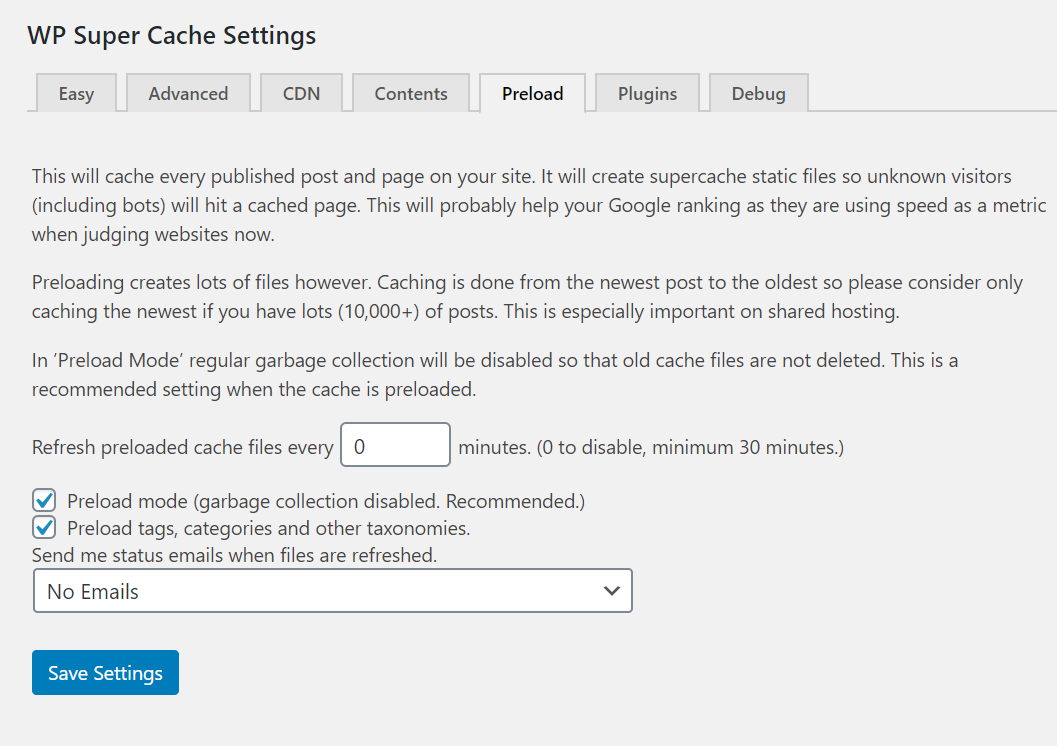 WP Super Cache Settings
Easy Advanced CDN Contents Preload Plugins Debug
This will cache every published post and page on your site. It will create supercache static files so unknown visitors
(including bots) will hit a cached page. This will probably help your Google ranking as they are using speed as a metric
when judging websites now.
Preloading creates lots of files however. Caching is done from the newest post to the oldest so please consider only
caching the newest if you have lots (10,000+) of posts. This is especially important on shared hosting.
In ‘Preload Mode’ regular garbage collection will be disabled so that old cache files are not deleted. This is a
recommended setting when the cache is preloaded.
Refresh preloaded cache files every 0 minutes. (0 to disable, minimum 30 minutes.)
Preload mode (garbage collection disabled. Recommended.)
Preload tags, categories and other taxonomies.
Send me status emails when files are refreshed.
No Emails
Save Settings